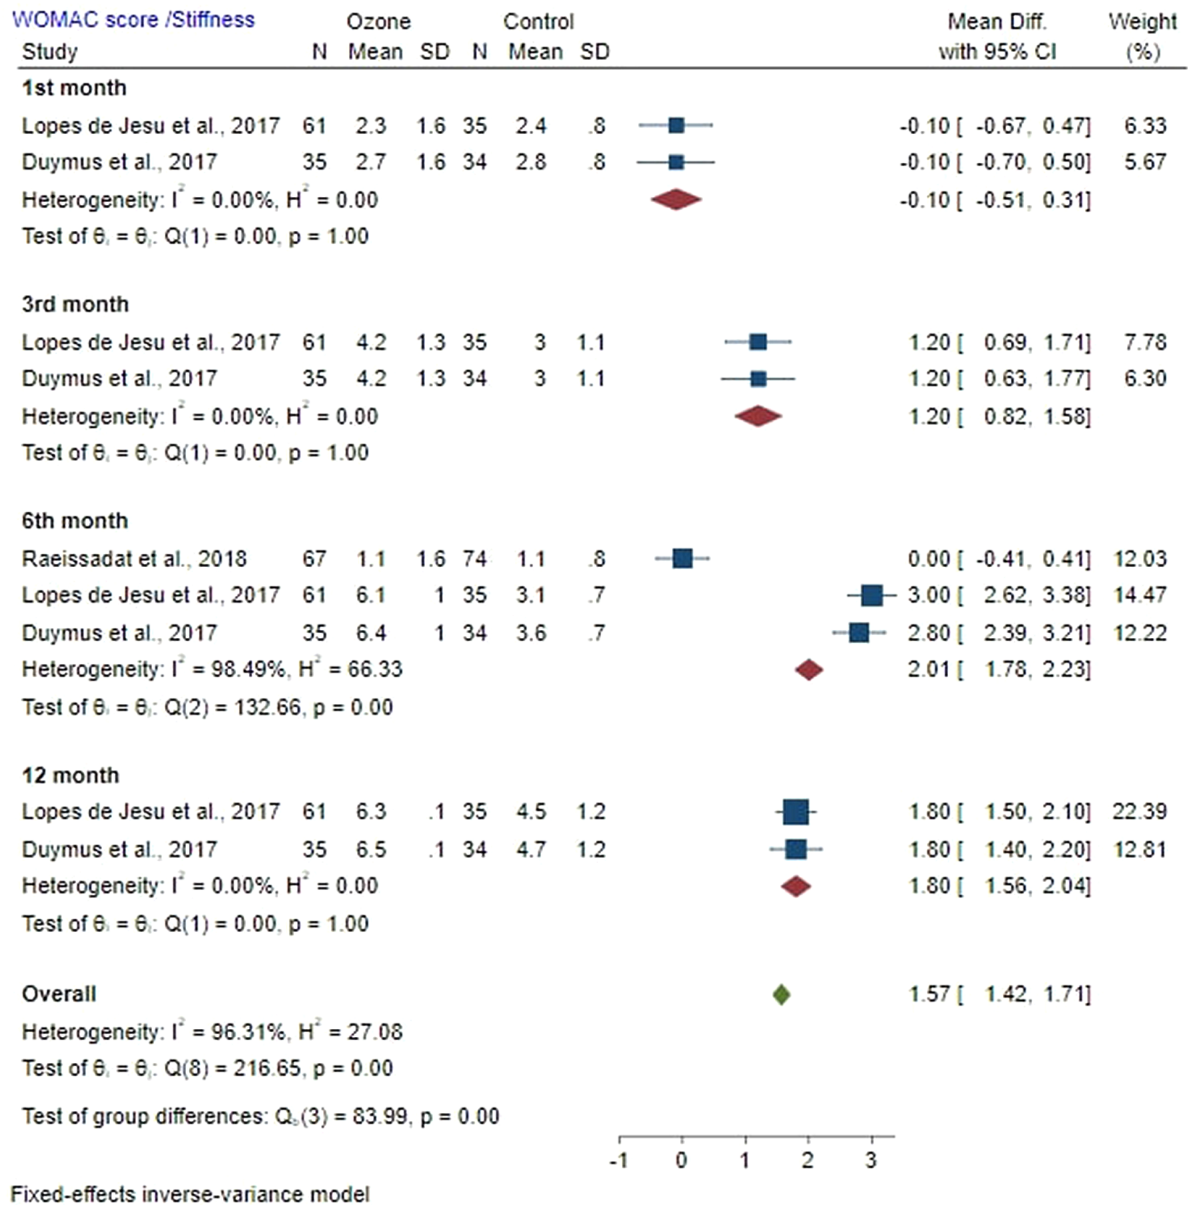 WOMAC score /Stiffness Ozone Control Mean Diff. Weight
Study N Mean SD N Mean SD with 95% CI (%)
1st month
Lopes de Jesu et al., 2017 61 2.3 1.6 35 2.4 .8 -0.10 [ -0.67, 0.47] 6.33
Duymus et al., 2017 35 2.7 1.6 34 2.8 .8 -0.10 [ -0.70, 0.50] 5.67
Heterogeneity: I² = 0.00%, H² = 0.00 -0.10 [ -0.51, 0.31]
Test of θᵢ = θⱼ: Q(1) = 0.00, p = 1.00
3rd month
Lopes de Jesu et al., 2017 61 4.2 1.3 35 3 1.1 1.20 [ 0.69, 1.71] 7.78
Duymus et al., 2017 35 4.2 1.3 34 3 1.1 1.20 [ 0.63, 1.77] 6.30
Heterogeneity: I² = 0.00%, H² = 0.00 1.20 [ 0.82, 1.58]
Test of θᵢ = θⱼ: Q(1) = 0.00, p = 1.00
6th month
Raeissadat et al., 2018 67 1.1 1.6 74 1.1 .8 0.00 [ -0.41, 0.41] 12.03
Lopes de Jesu et al., 2017 61 6.1 1 35 3.1 .7 3.00 [ 2.62, 3.38] 14.47
Duymus et al., 2017 35 6.4 1 34 3.6 .7 2.80 [ 2.39, 3.21] 12.22
Heterogeneity: I² = 98.49%, H² = 66.33 2.01 [ 1.78, 2.23]
Test of θᵢ = θⱼ: Q(2) = 132.66, p = 0.00
12 month
Lopes de Jesu et al., 2017 61 6.3 .1 35 4.5 1.2 1.80 [ 1.50, 2.10] 22.39
Duymus et al., 2017 35 6.5 .1 34 4.7 1.2 1.80 [ 1.40, 2.20] 12.81
Heterogeneity: I² = 0.00%, H² = 0.00 1.80 [ 1.56, 2.04]
Test of θᵢ = θⱼ: Q(1) = 0.00, p = 1.00
Overall 1.57 [ 1.42, 1.71]
Heterogeneity: I² = 96.31%, H² = 27.08
Test of θᵢ = θⱼ: Q(8) = 216.65, p = 0.00
Test of group differences: Q_b(3) = 83.99, p = 0.00
-1 0 1 2 3
Fixed-effects inverse-variance model